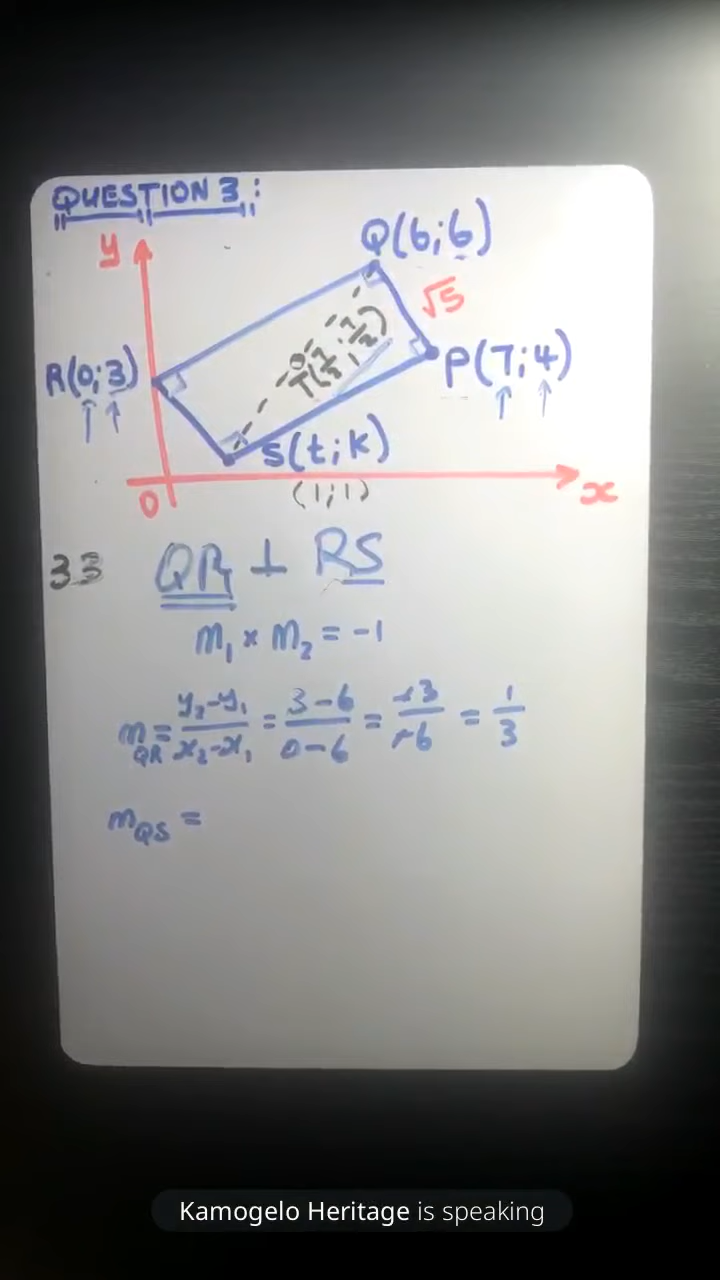 QUESTION 3:
y
Q(6;6)
√5
R(0;3)
T(7/2;7/2)
P(7;4)
S(t;k)
(1;1)
0
x
3.3 QR ⊥ RS
m₁ × m₂ = -1
m_QR = (y₂-y₁)/(x₂-x₁) = (3-6)/(0-6) = (-3)/(-6) = 1/3
m_QS =
Kamogelo Heritage is speaking